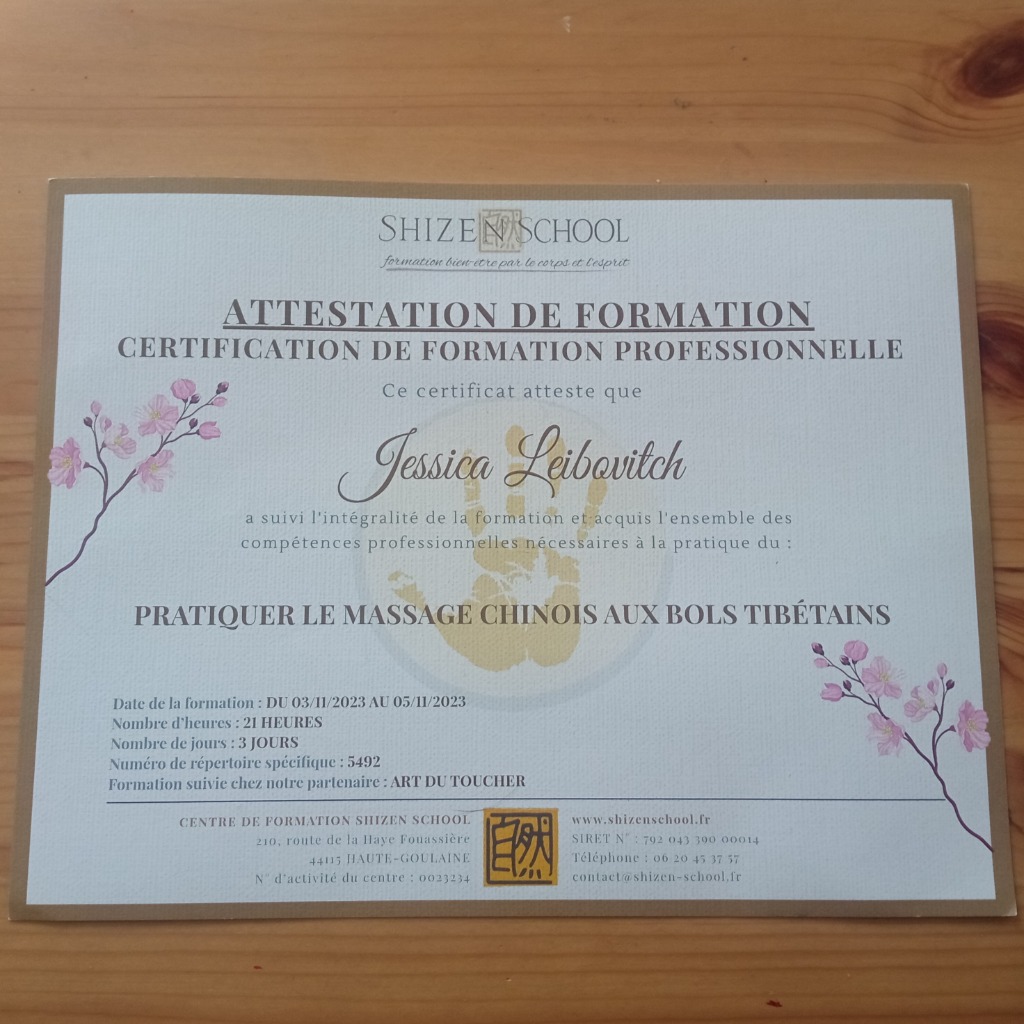 SHIZEN SCHOOL
formation bien-être par le corps et l'esprit
ATTESTATION DE FORMATION
CERTIFICATION DE FORMATION PROFESSIONNELLE
Ce certificat atteste que
Jessica Leibovitch
a suivi l'intégralité de la formation et acquis l'ensemble des
compétences professionnelles nécessaires à la pratique du :
PRATIQUER LE MASSAGE CHINOIS AUX BOLS TIBÉTAINS
Date de la formation : DU 03/11/2023 AU 05/11/2023
Nombre d'heures : 21 HEURES
Nombre de jours : 3 JOURS
Numéro de répertoire spécifique : 5492
Formation suivie chez notre partenaire : ART DU TOUCHER
CENTRE DE FORMATION SHIZEN SCHOOL
210, route de la Haye Fouassière
44115 HAUTE-GOULAINE
N° d'activité du centre : 0023234
自然
www.shizenschool.fr
SIRET N° : 792 043 390 00014
Téléphone : 06 20 45 37 57
contact@shizen-school.fr